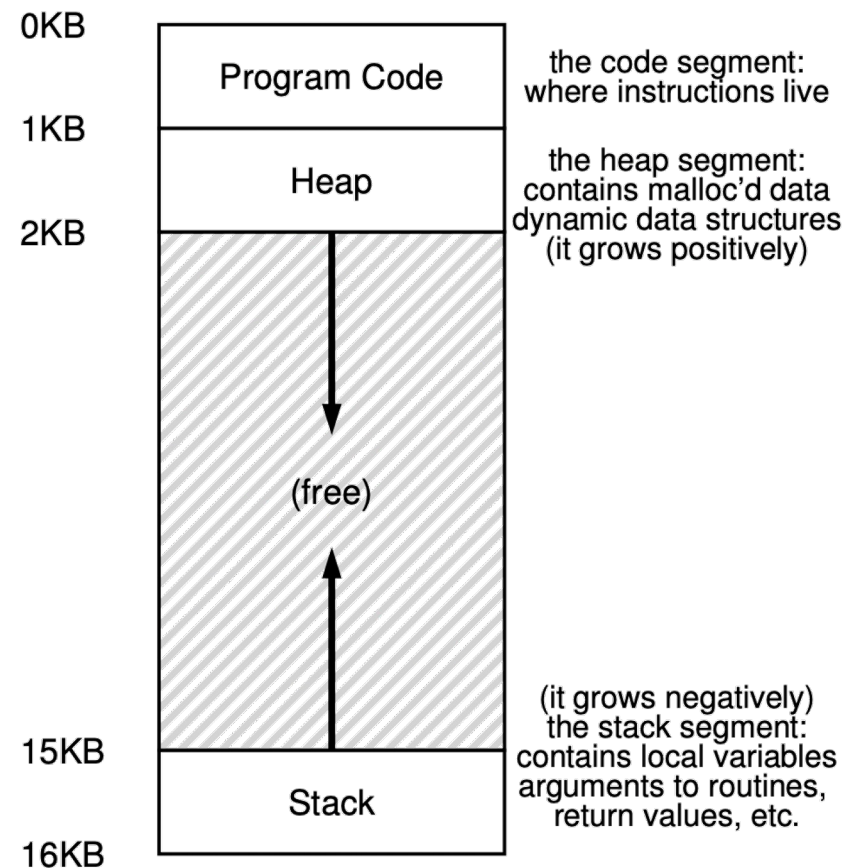 0KB
Program Code
the code segment:
where instructions live
1KB
Heap
the heap segment:
contains malloc'd data
dynamic data structures
(it grows positively)
2KB
(free)
(it grows negatively)
the stack segment:
contains local variables
arguments to routines,
return values, etc.
15KB
Stack
16KB